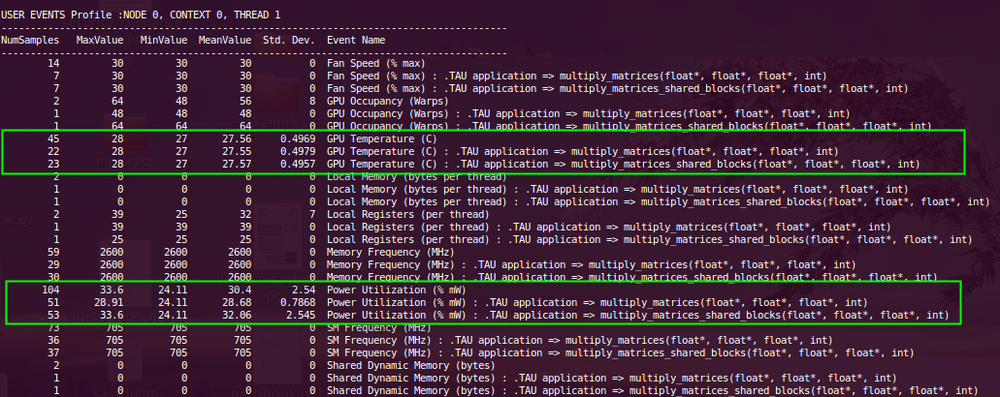 USER EVENTS Profile :NODE 0, CONTEXT 0, THREAD 1
---------------------------------------------------------------------------------
NumSamples   MaxValue   MinValue  MeanValue  Std. Dev.  Event Name
---------------------------------------------------------------------------------
14         30         30         30          0  Fan Speed (% max)
7         30         30         30          0  Fan Speed (% max) : .TAU application => multiply_matrices(float*, float*, float*, int)
7         30         30         30          0  Fan Speed (% max) : .TAU application => multiply_matrices_shared_blocks(float*, float*, float*, int)
2         64         48         56          8  GPU Occupancy (Warps)
1         48         48         48          0  GPU Occupancy (Warps) : .TAU application => multiply_matrices(float*, float*, float*, int)
1         64         64         64          0  GPU Occupancy (Warps) : .TAU application => multiply_matrices_shared_blocks(float*, float*, float*, int)
45         28         27      27.56     0.4969  GPU Temperature (C)
22         28         27      27.55     0.4979  GPU Temperature (C) : .TAU application => multiply_matrices(float*, float*, float*, int)
23         28         27      27.57     0.4957  GPU Temperature (C) : .TAU application => multiply_matrices_shared_blocks(float*, float*, float*, int)
2          0          0          0          0  Local Memory (bytes per thread)
1          0          0          0          0  Local Memory (bytes per thread) : .TAU application => multiply_matrices(float*, float*, float*, int)
1          0          0          0          0  Local Memory (bytes per thread) : .TAU application => multiply_matrices_shared_blocks(float*, float*, float*, int)
2         39         25         32          7  Local Registers (per thread)
1         39         39         39          0  Local Registers (per thread) : .TAU application => multiply_matrices(float*, float*, float*, int)
1         25         25         25          0  Local Registers (per thread) : .TAU application => multiply_matrices_shared_blocks(float*, float*, float*, int)
59       2600       2600       2600          0  Memory Frequency (MHz)
29       2600       2600       2600          0  Memory Frequency (MHz) : .TAU application => multiply_matrices(float*, float*, float*, int)
30       2600       2600       2600          0  Memory Frequency (MHz) : .TAU application => multiply_matrices_shared_blocks(float*, float*, float*, int)
104       33.6      24.11       30.4       2.54  Power Utilization (% mW)
51      28.91      24.11      28.68     0.7868  Power Utilization (% mW) : .TAU application => multiply_matrices(float*, float*, float*, int)
53       33.6      24.11      32.06      2.545  Power Utilization (% mW) : .TAU application => multiply_matrices_shared_blocks(float*, float*, float*, int)
73        705        705        705          0  SM Frequency (MHz)
36        705        705        705          0  SM Frequency (MHz) : .TAU application => multiply_matrices(float*, float*, float*, int)
37        705        705        705          0  SM Frequency (MHz) : .TAU application => multiply_matrices_shared_blocks(float*, float*, float*, int)
2          0          0          0          0  Shared Dynamic Memory (bytes)
1          0          0          0          0  Shared Dynamic Memory (bytes) : .TAU application => multiply_matrices(float*, float*, float*, int)
1          0          0          0          0  Shared Dynamic Memory (bytes) : .TAU application => multiply_matrices_shared_blocks(float*, float*, float*, int)